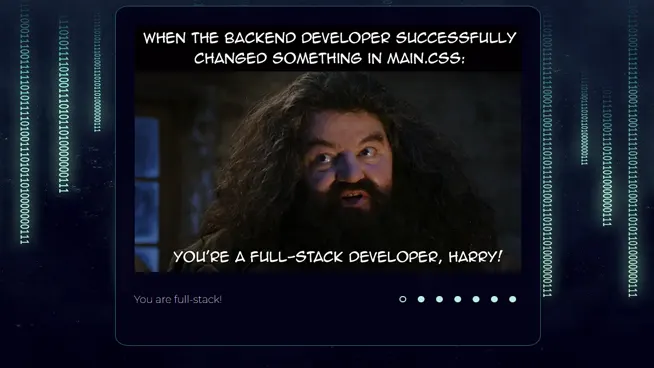 WHEN THE BACKEND DEVELOPER SUCCESSFULLY
CHANGED SOMETHING IN MAIN.CSS:
YOU'RE A FULL-STACK DEVELOPER, HARRY!
You are full-stack!